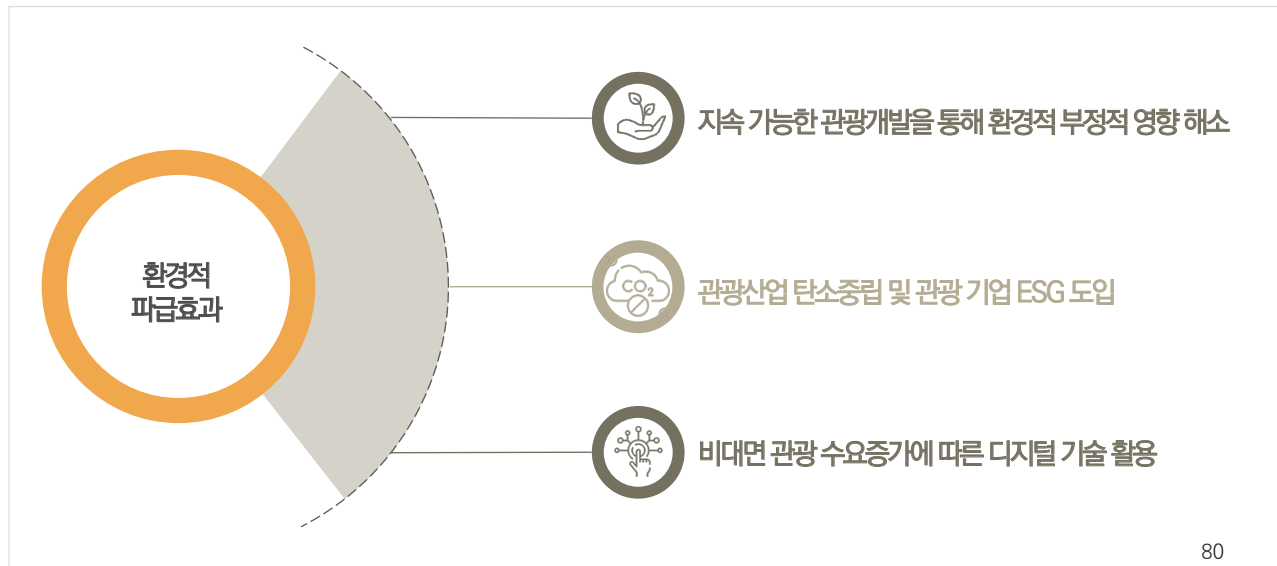 환경적
파급효과
지속 가능한 관광개발을 통해 환경적 부정적 영향 해소
CO₂
관광산업 탄소중립 및 관광 기업 ESG 도입
비대면 관광 수요증가에 따른 디지털 기술 활용
80